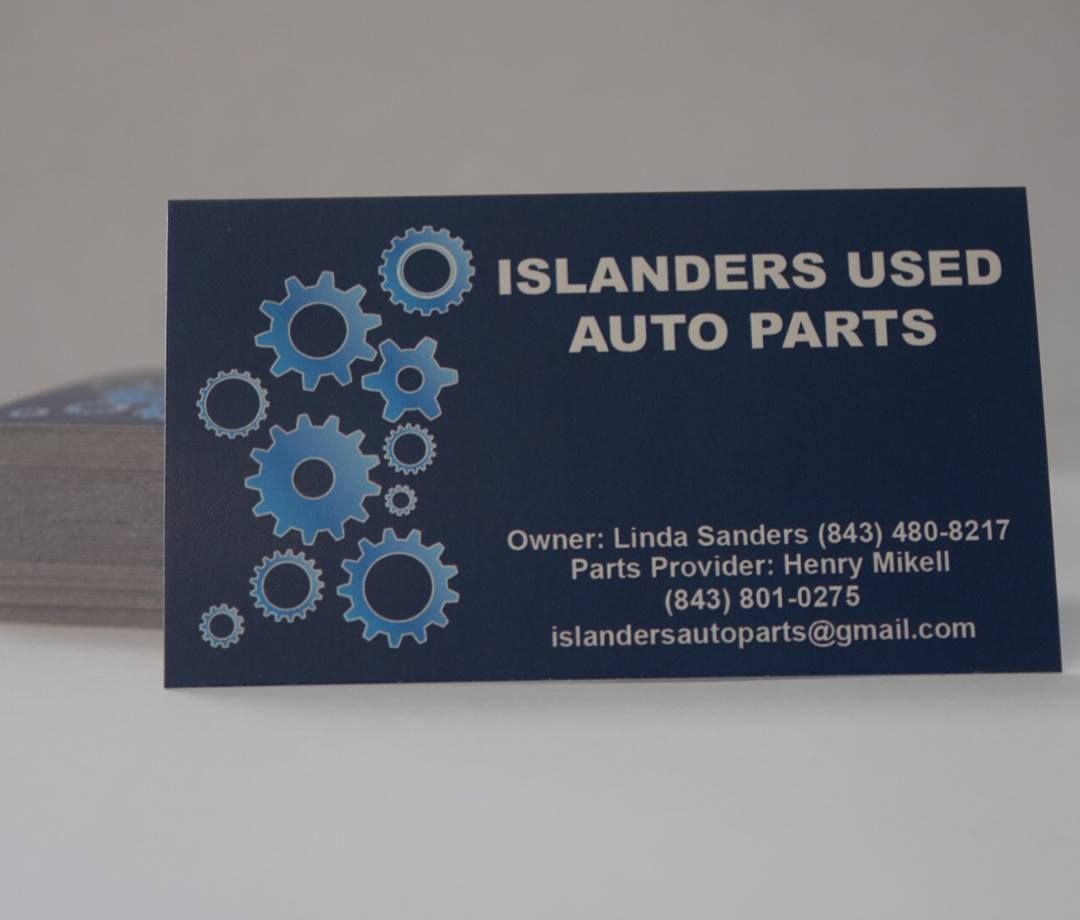 ISLANDERS USED
AUTO PARTS
Owner: Linda Sanders (843) 480-8217
Parts Provider: Henry Mikell
(843) 801-0275
islandersautoparts@gmail.com